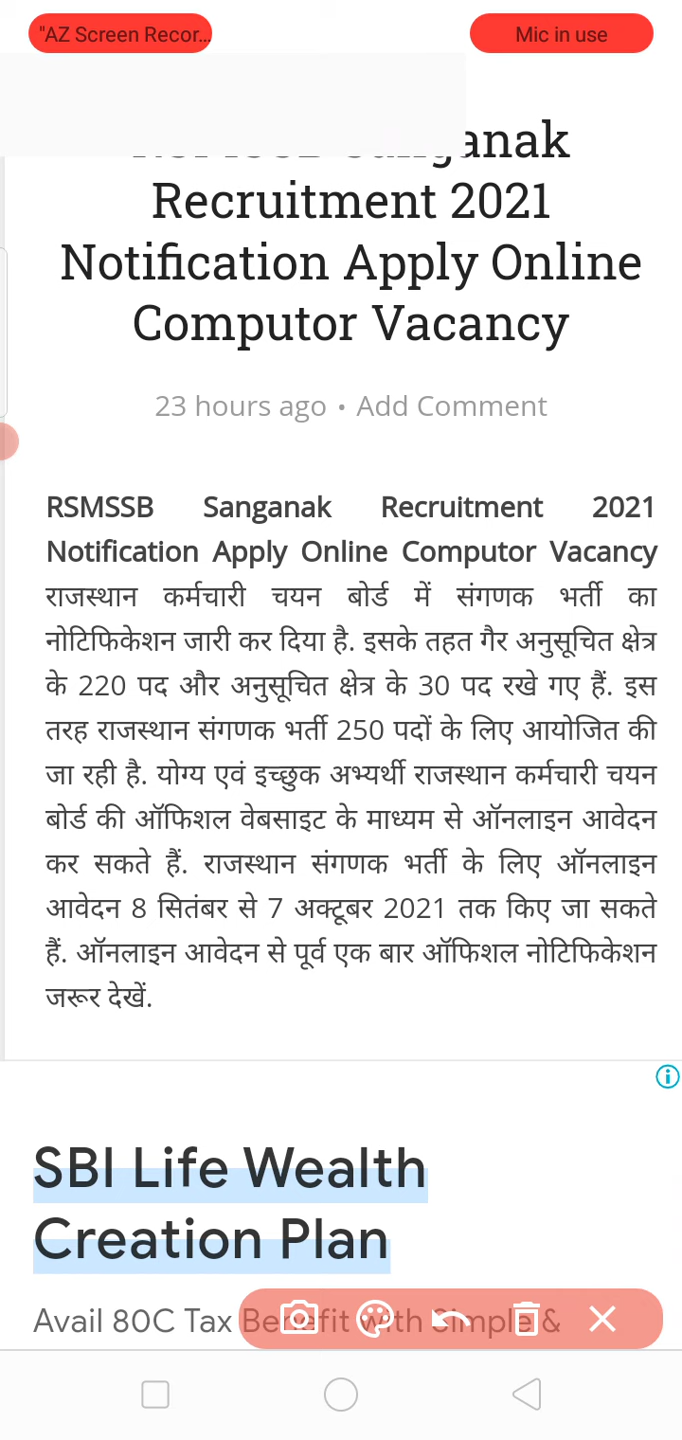 "AZ Screen Recor...
Mic in use
anak
Recruitment 2021
Notification Apply Online
Computor Vacancy
23 hours ago • Add Comment
RSMSSB Sanganak Recruitment 2021
Notification Apply Online Computor Vacancy
राजस्थान कर्मचारी चयन बोर्ड में संगणक भर्ती का
नोटिफिकेशन जारी कर दिया है. इसके तहत गैर अनुसूचित क्षेत्र
के 220 पद और अनुसूचित क्षेत्र के 30 पद रखे गए हैं. इस
तरह राजस्थान संगणक भर्ती 250 पदों के लिए आयोजित की
जा रही है. योग्य एवं इच्छुक अभ्यर्थी राजस्थान कर्मचारी चयन
बोर्ड की ऑफिशल वेबसाइट के माध्यम से ऑनलाइन आवेदन
कर सकते हैं. राजस्थान संगणक भर्ती के लिए ऑनलाइन
आवेदन 8 सितंबर से 7 अक्टूबर 2021 तक किए जा सकते
हैं. ऑनलाइन आवेदन से पूर्व एक बार ऑफिशल नोटिफिकेशन
जरूर देखें.
SBI Life Wealth
Creation Plan
Avail 80C Tax Benefit with Simple &